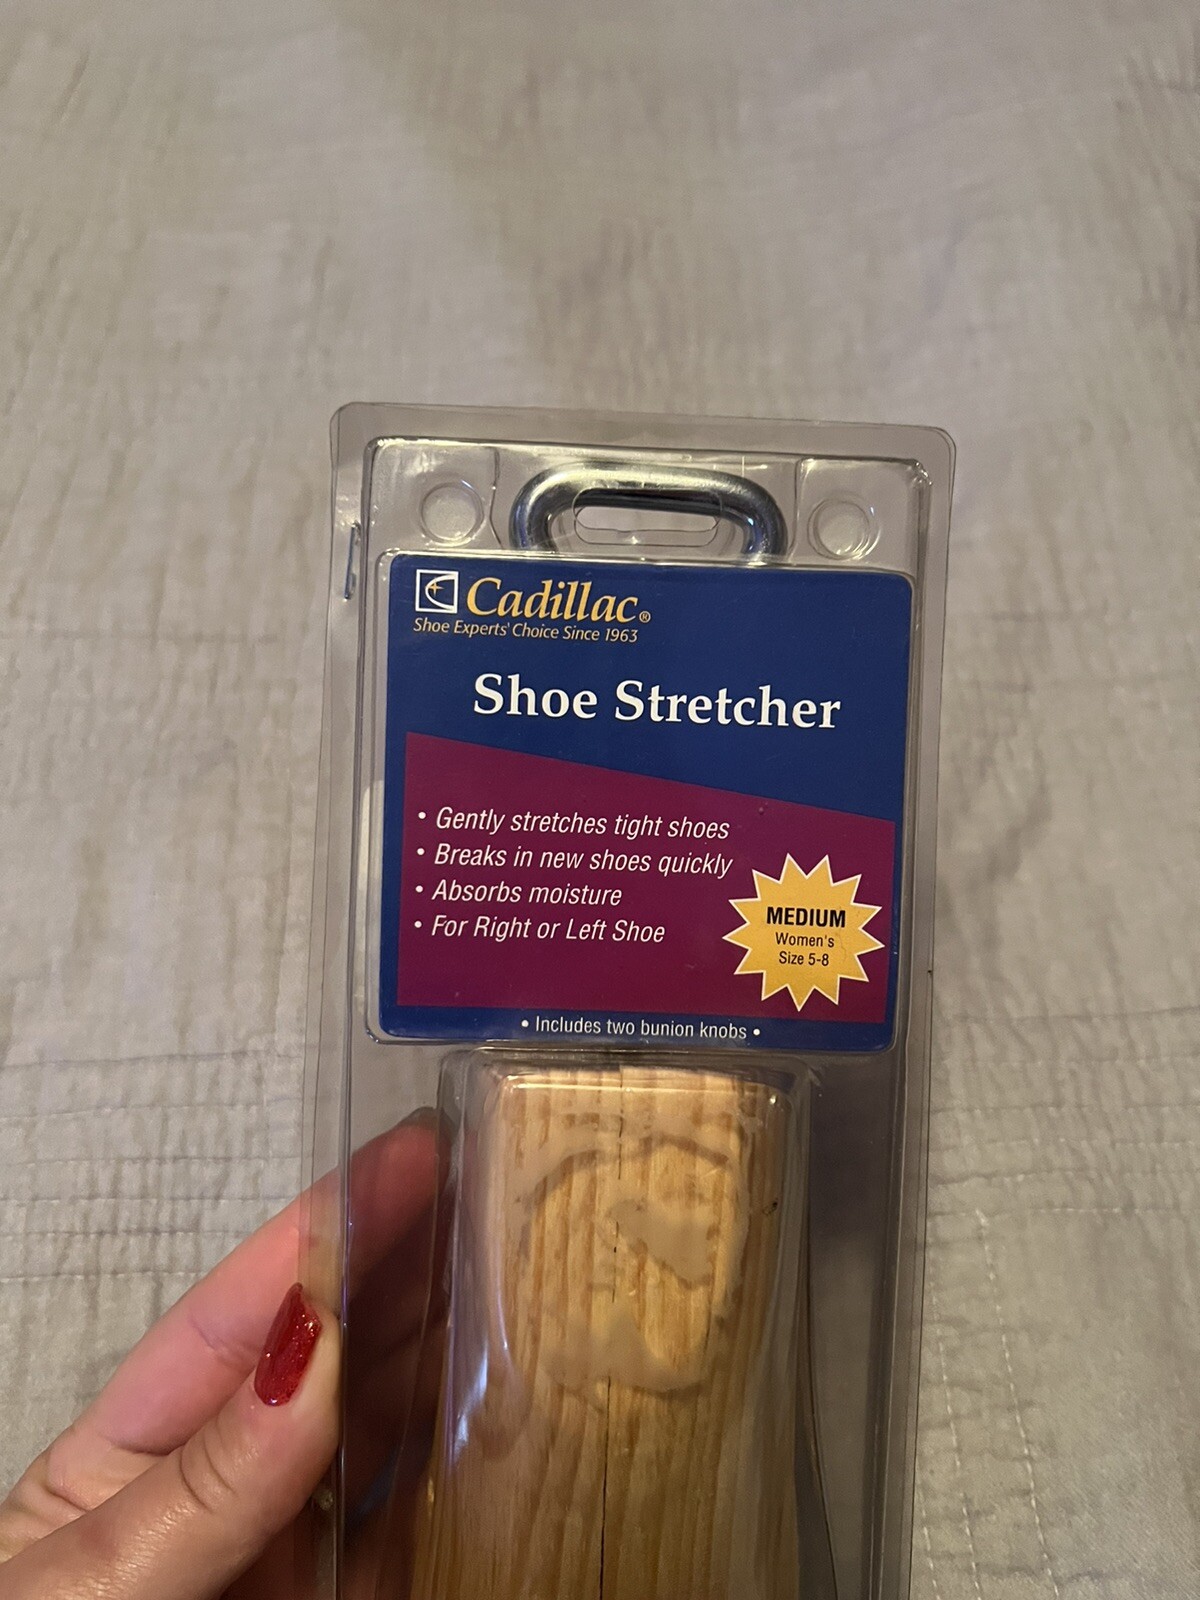 Cadillac®
Shoe Experts' Choice Since 1963
Shoe Stretcher
• Gently stretches tight shoes
• Breaks in new shoes quickly
• Absorbs moisture
• For Right or Left Shoe
MEDIUM
Women's
Size 5-8
• Includes two bunion knobs •